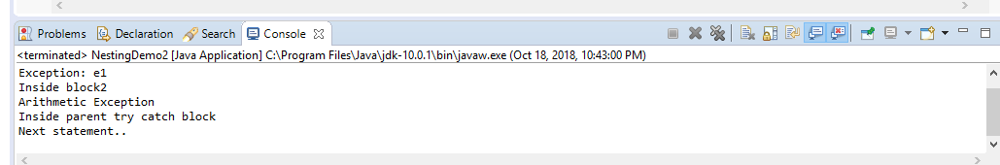 Problems Declaration Search Console
<terminated> NestingDemo2 [Java Application] C:\Program Files\Java\jdk-10.0.1\bin\javaw.exe (Oct 18, 2018, 10:43:00 PM)
Exception: e1
Inside block2
Arithmetic Exception
Inside parent try catch block
Next statement..